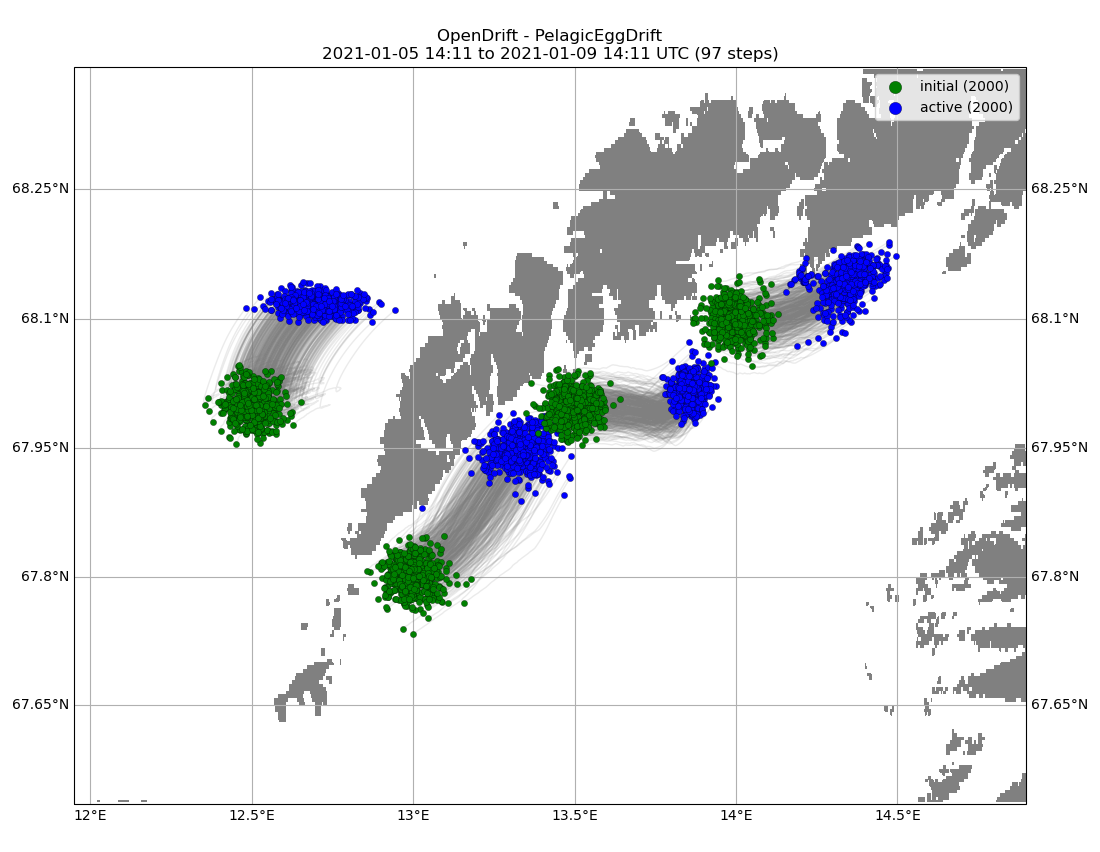 OpenDrift - PelagicEggDrift
2021-01-05 14:11 to 2021-01-09 14:11 UTC (97 steps)
initial (2000)
active (2000)
68.25°N
68.25°N
68.1°N
68.1°N
67.95°N
67.95°N
67.8°N
67.8°N
67.65°N
67.65°N
12°E
12.5°E
13°E
13.5°E
14°E
14.5°E